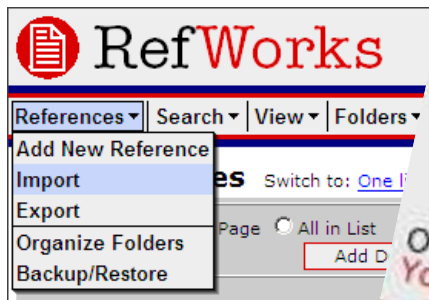 RefWorks
References Search View Folders
Add New Reference
Import
es Switch to: One li
Export
Page All in List
Organize Folders
Add D
Backup/Restore
O
Yo